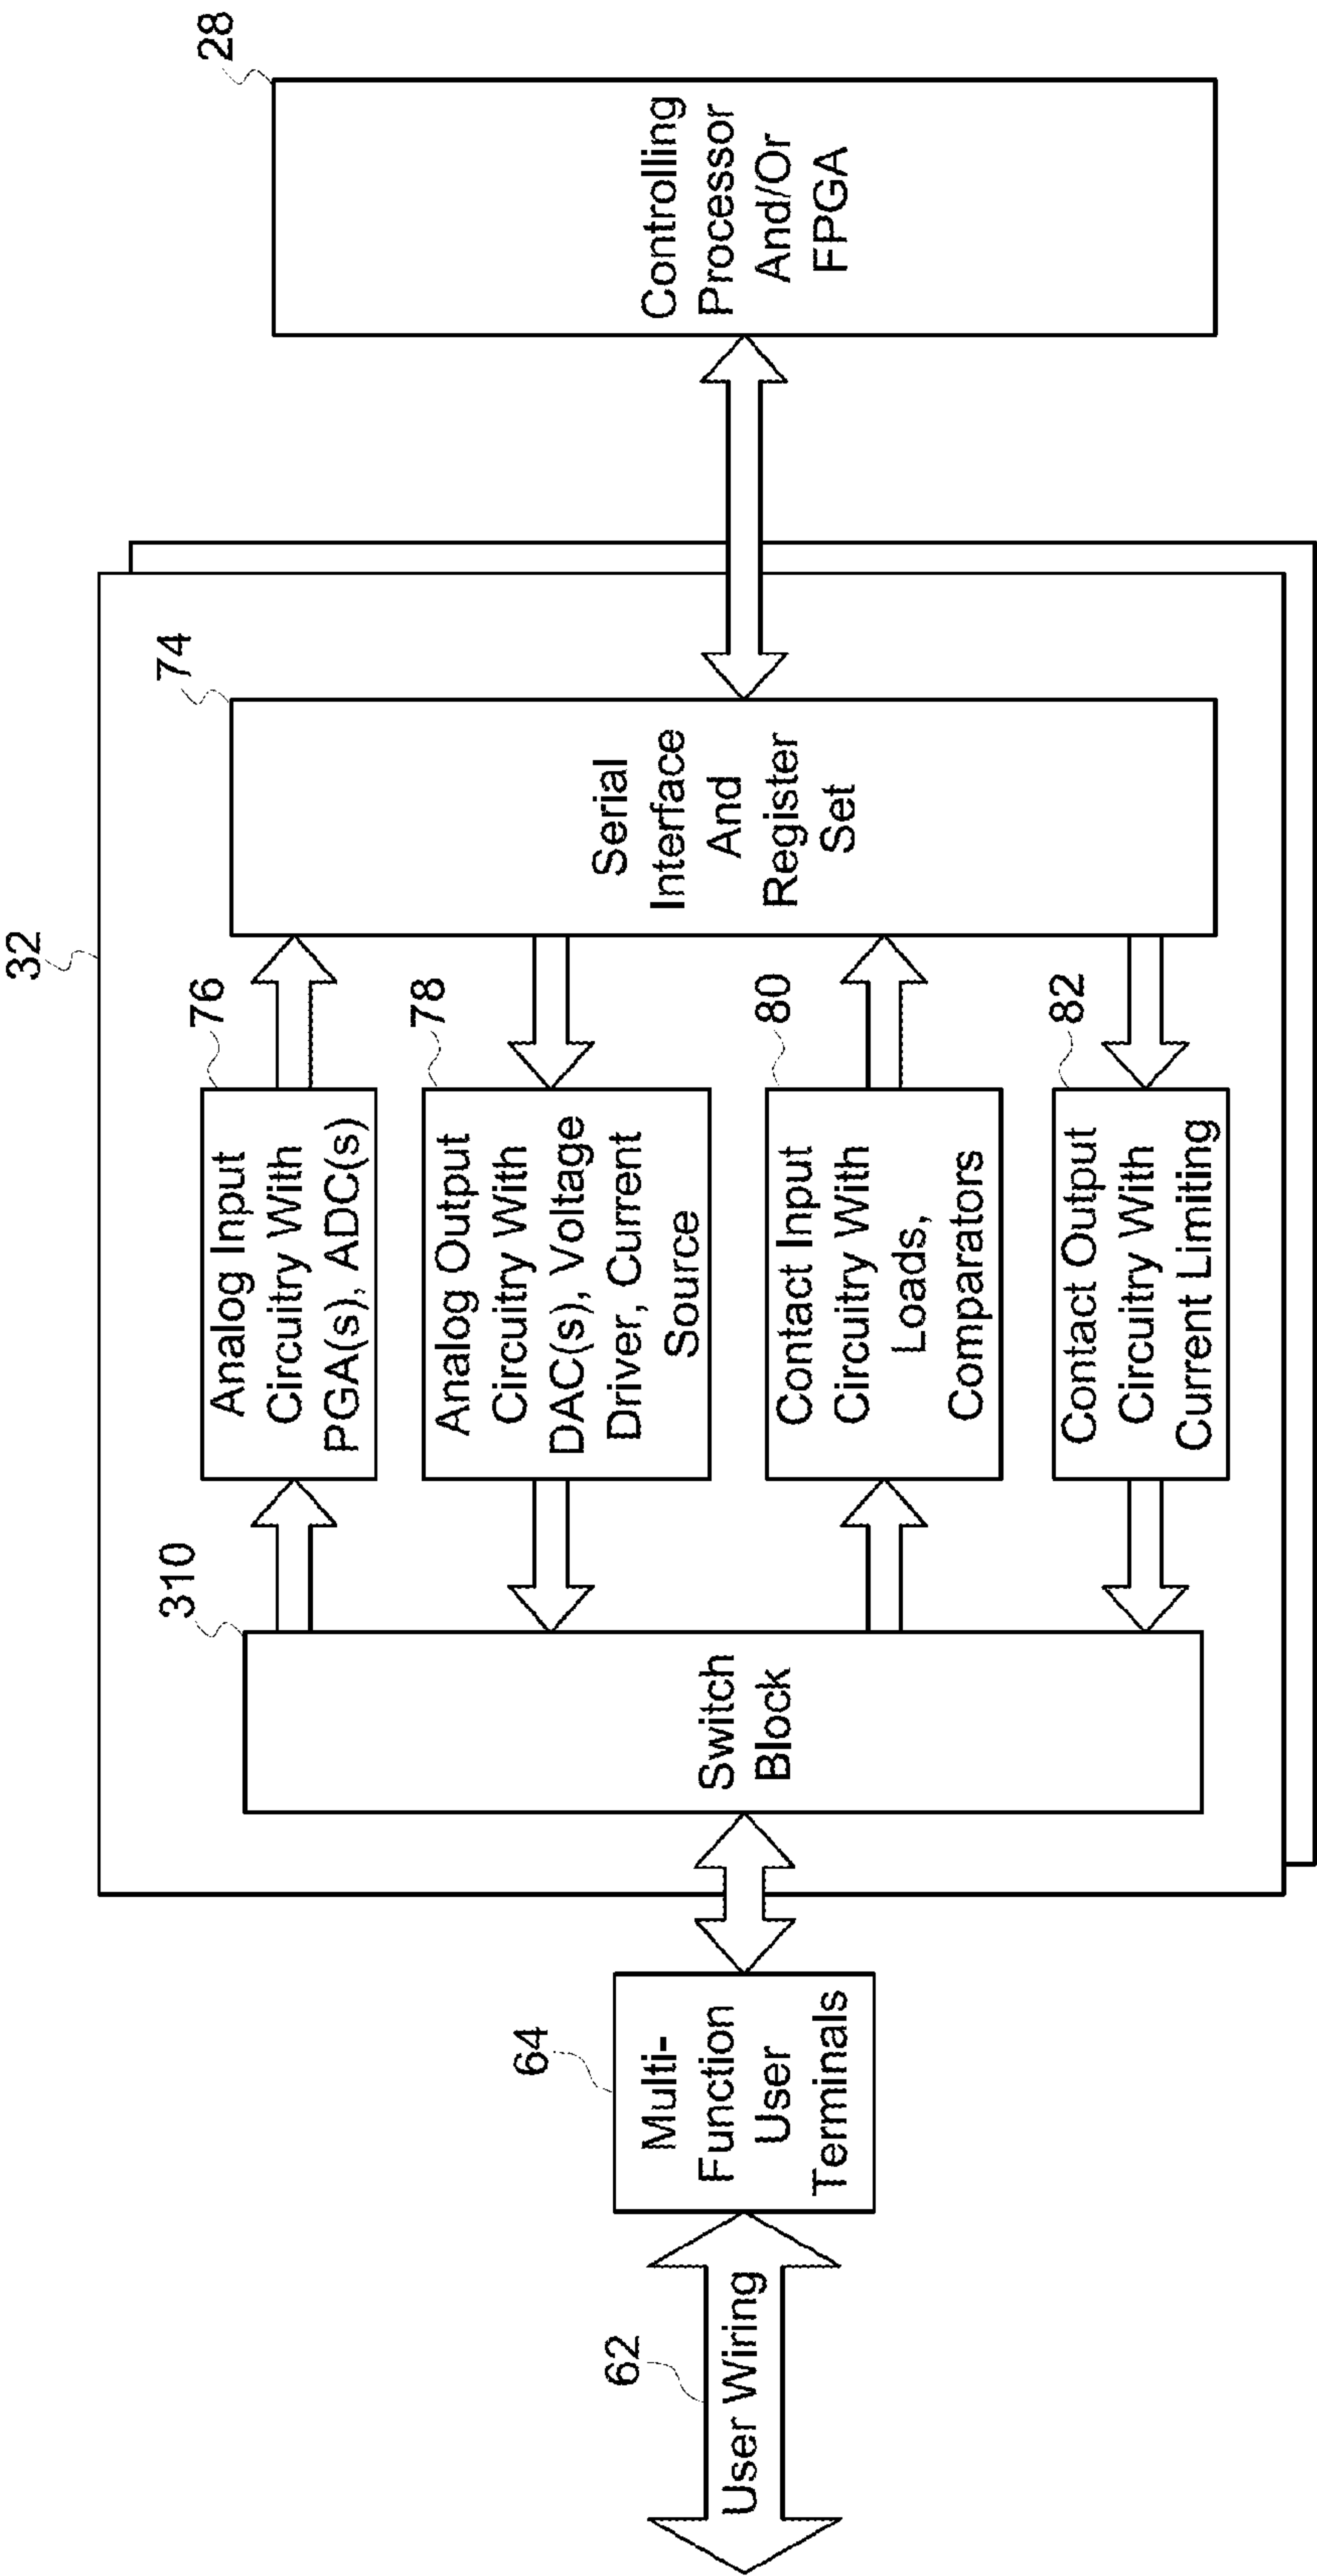 32
28
74
76
78
80
82
310
64
62
User Wiring
Multi-
Function
User
Terminals
Switch
Block
Analog Input
Circuitry With
PGA(s), ADC(s)
Analog Output
Circuitry With
DAC(s), Voltage
Driver, Current
Source
Contact Input
Circuitry With
Loads,
Comparators
Contact Output
Circuitry With
Current Limiting
Serial
Interface
And
Register
Set
Controlling
Processor
And/Or
FPGA